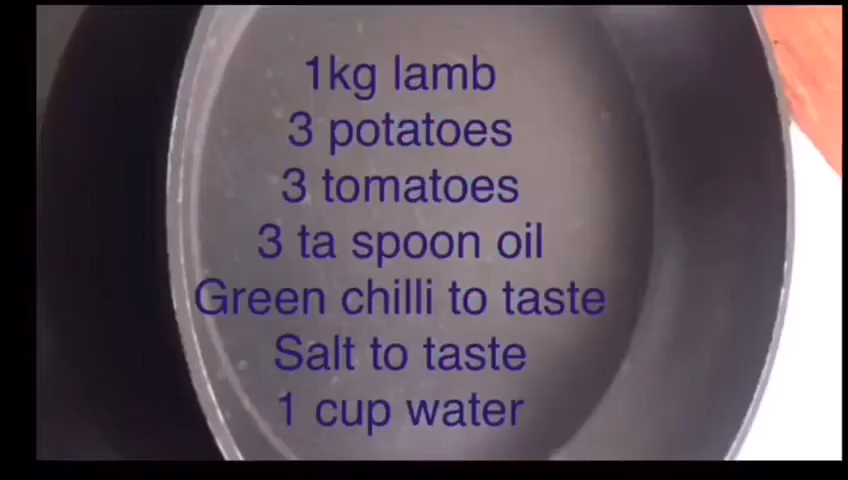 1kg lamb
3 potatoes
3 tomatoes
3 ta spoon oil
Green chilli to taste
Salt to taste
1 cup water